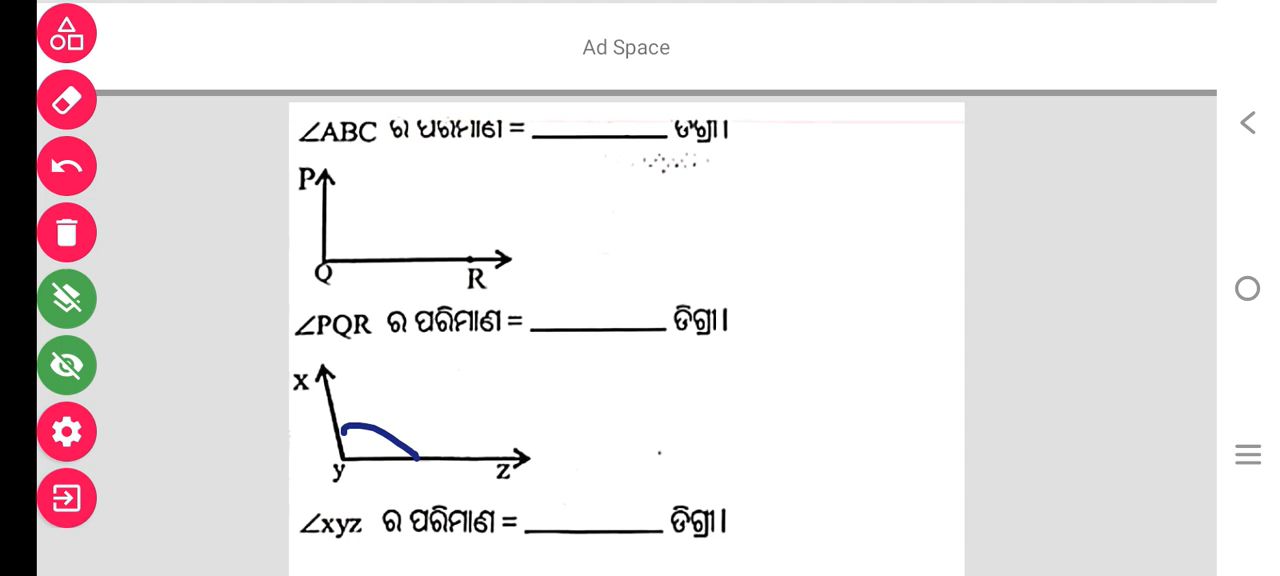 Ad Space
∠ABC ର ପରିମାଣ = __________ ଡିଗ୍ରୀ।
P
Q R
∠PQR ର ପରିମାଣ = __________ ଡିଗ୍ରୀ।
x
y z
∠xyz ର ପରିମାଣ = __________ ଡିଗ୍ରୀ।